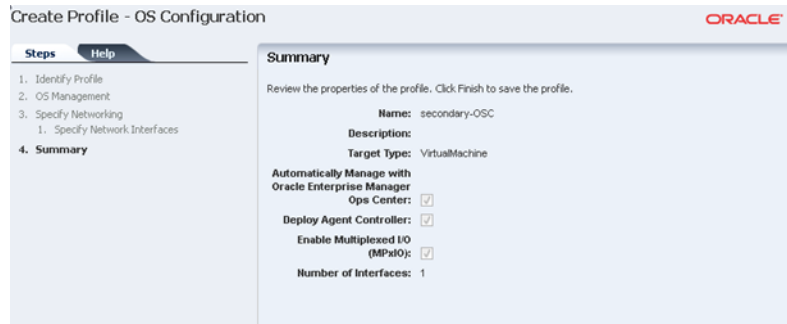 Create Profile - OS Configuration
ORACLE
Steps
Help
1. Identify Profile
2. OS Management
3. Specify Networking
1. Specify Network Interfaces
4. Summary
Summary
Review the properties of the profile. Click Finish to save the profile.
Name: secondary-OSC
Description:
Target Type: VirtualMachine
Automatically Manage with
Oracle Enterprise Manager
Ops Center:
Deploy Agent Controller:
Enable Multiplexed I/O
(MPxIO):
Number of Interfaces: 1